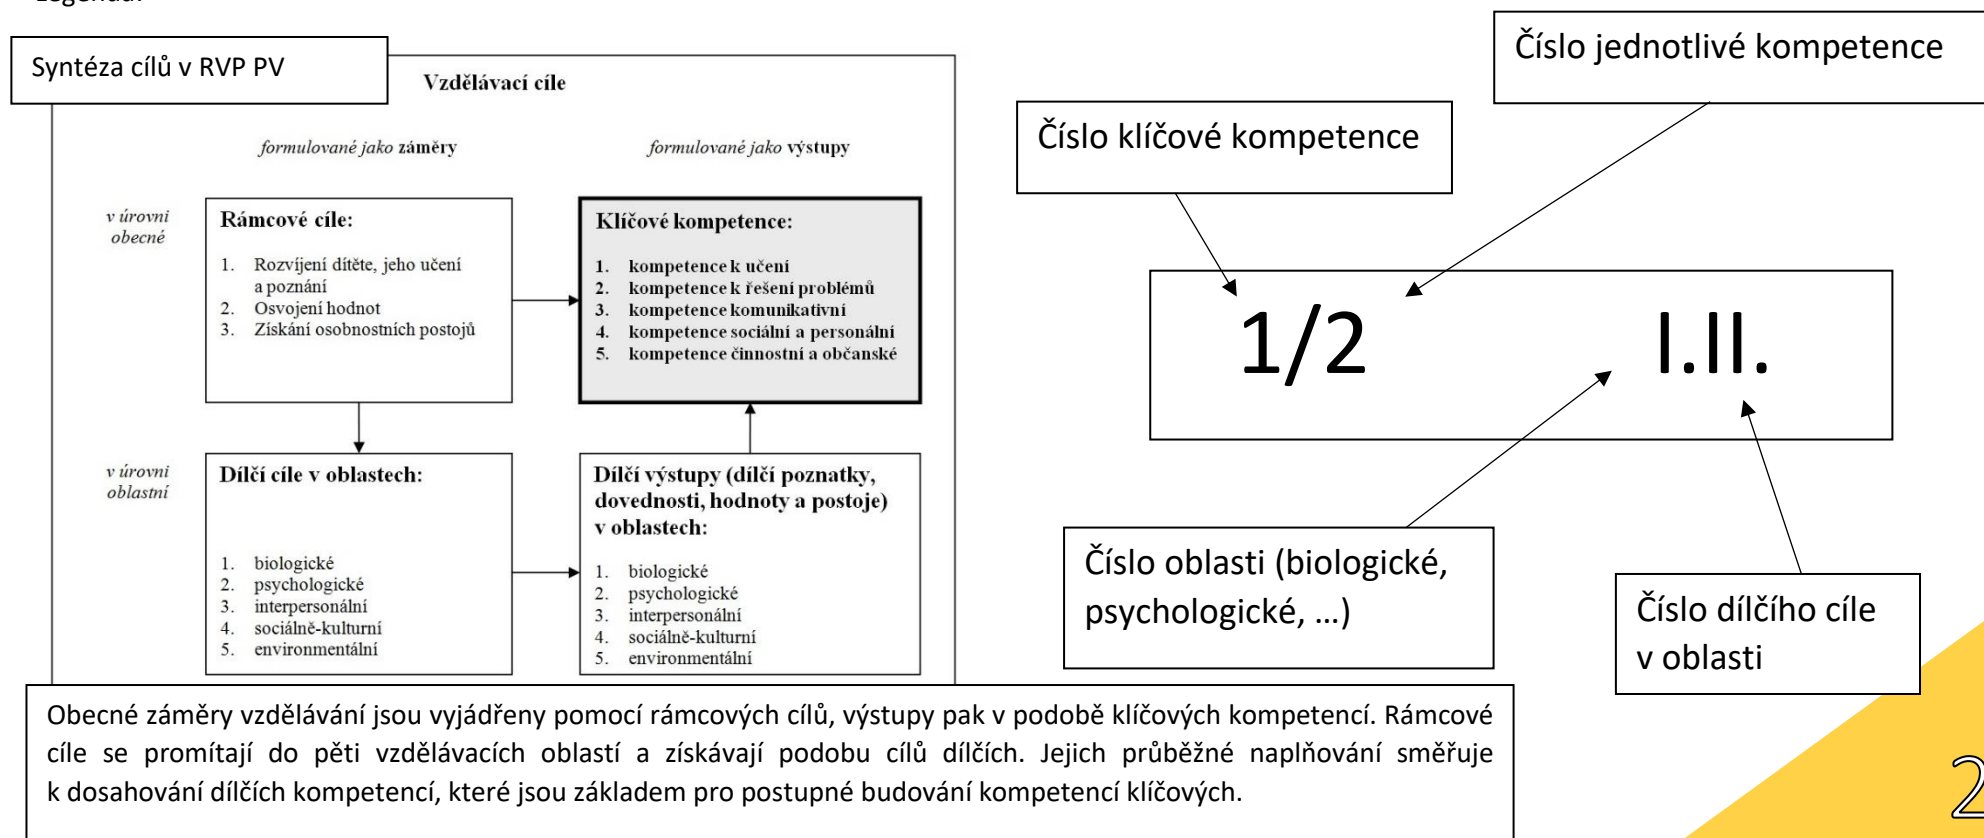 Legenda:
Syntéza cílů v RVP PV
Vzdělávací cíle
formulované jako záměry
formulované jako výstupy
v úrovni
obecné
Rámcové cíle:
1. Rozvíjení dítěte, jeho učení
a poznání
2. Osvojení hodnot
3. Získání osobnostních postojů
Klíčové kompetence:
1. kompetence k učení
2. kompetence k řešení problémů
3. kompetence komunikativní
4. kompetence sociální a personální
5. kompetence činnostní a občanské
v úrovni
oblastní
Dílčí cíle v oblastech:
1. biologické
2. psychologické
3. interpersonální
4. sociálně-kulturní
5. environmentální
Dílčí výstupy (dílčí poznatky,
dovednosti, hodnoty a postoje)
v oblastech:
1. biologické
2. psychologické
3. interpersonální
4. sociálně-kulturní
5. environmentální
Obecné záměry vzdělávání jsou vyjádřeny pomocí rámcových cílů, výstupy pak v podobě klíčových kompetencí. Rámcové
cíle se promítají do pěti vzdělávacích oblastí a získávají podobu cílů dílčích. Jejich průběžné naplňování směřuje
k dosahování dílčích kompetencí, které jsou základem pro postupné budování kompetencí klíčových.
Číslo jednotlivé kompetence
Číslo klíčové kompetence
1/2 I.II.
Číslo oblasti (biologické,
psychologické, …)
Číslo dílčího cíle
v oblasti
2